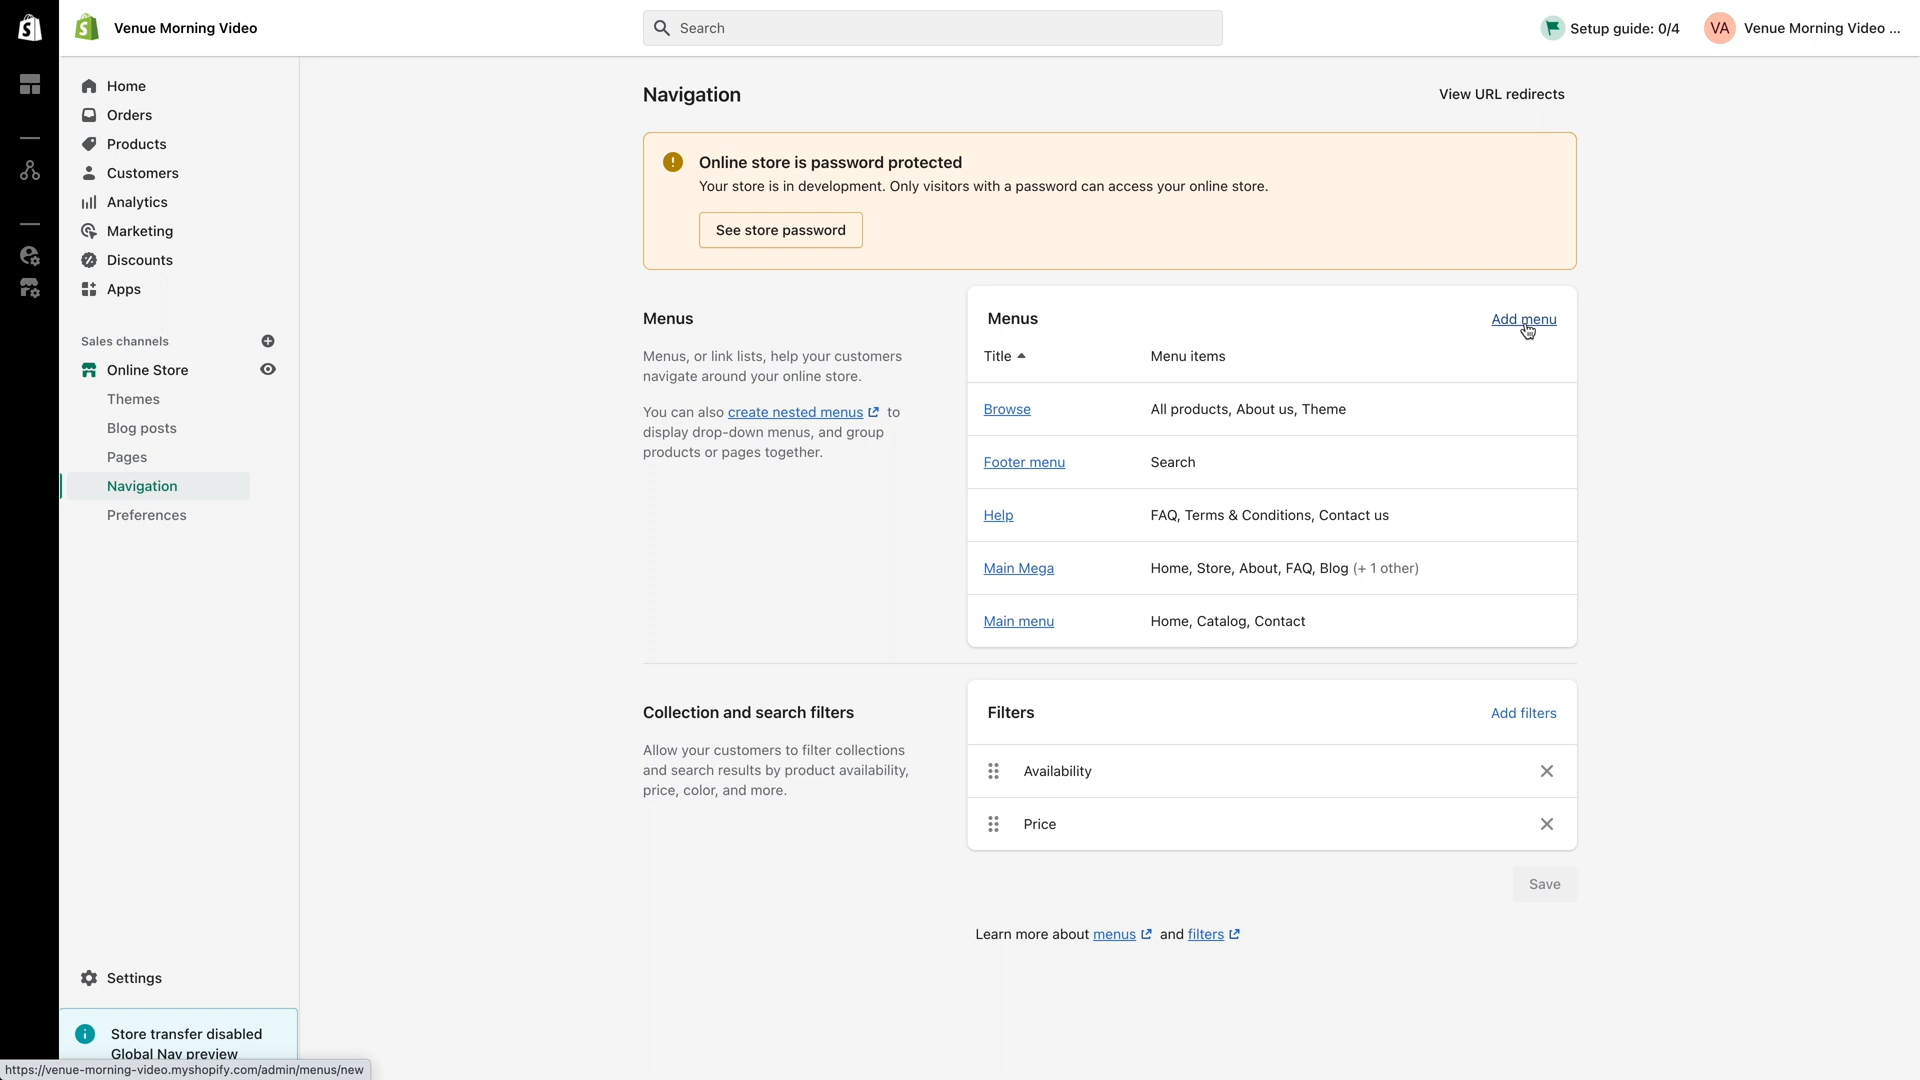 Venue Morning Video
Search
Setup guide: 0/4
VA
Venue Morning Video ...
Home
Orders
Products
Customers
Analytics
Marketing
Discounts
Apps
Sales channels
Online Store
Themes
Blog posts
Pages
Navigation
Preferences
Settings
Store transfer disabled
Global Nav preview
https://venue-morning-video.myshopify.com/admin/menus/new
Navigation
View URL redirects
Online store is password protected
Your store is in development. Only visitors with a password can access your online store.
See store password
Menus
Menus, or link lists, help your customers
navigate around your online store.
You can also create nested menus to
display drop-down menus, and group
products or pages together.
Menus
Add menu
Title
Menu items
Browse
All products, About us, Theme
Footer menu
Search
Help
FAQ, Terms & Conditions, Contact us
Main Mega
Home, Store, About, FAQ, Blog (+ 1 other)
Main menu
Home, Catalog, Contact
Collection and search filters
Allow your customers to filter collections
and search results by product availability,
price, color, and more.
Filters
Add filters
Availability
Price
Save
Learn more about menus and filters